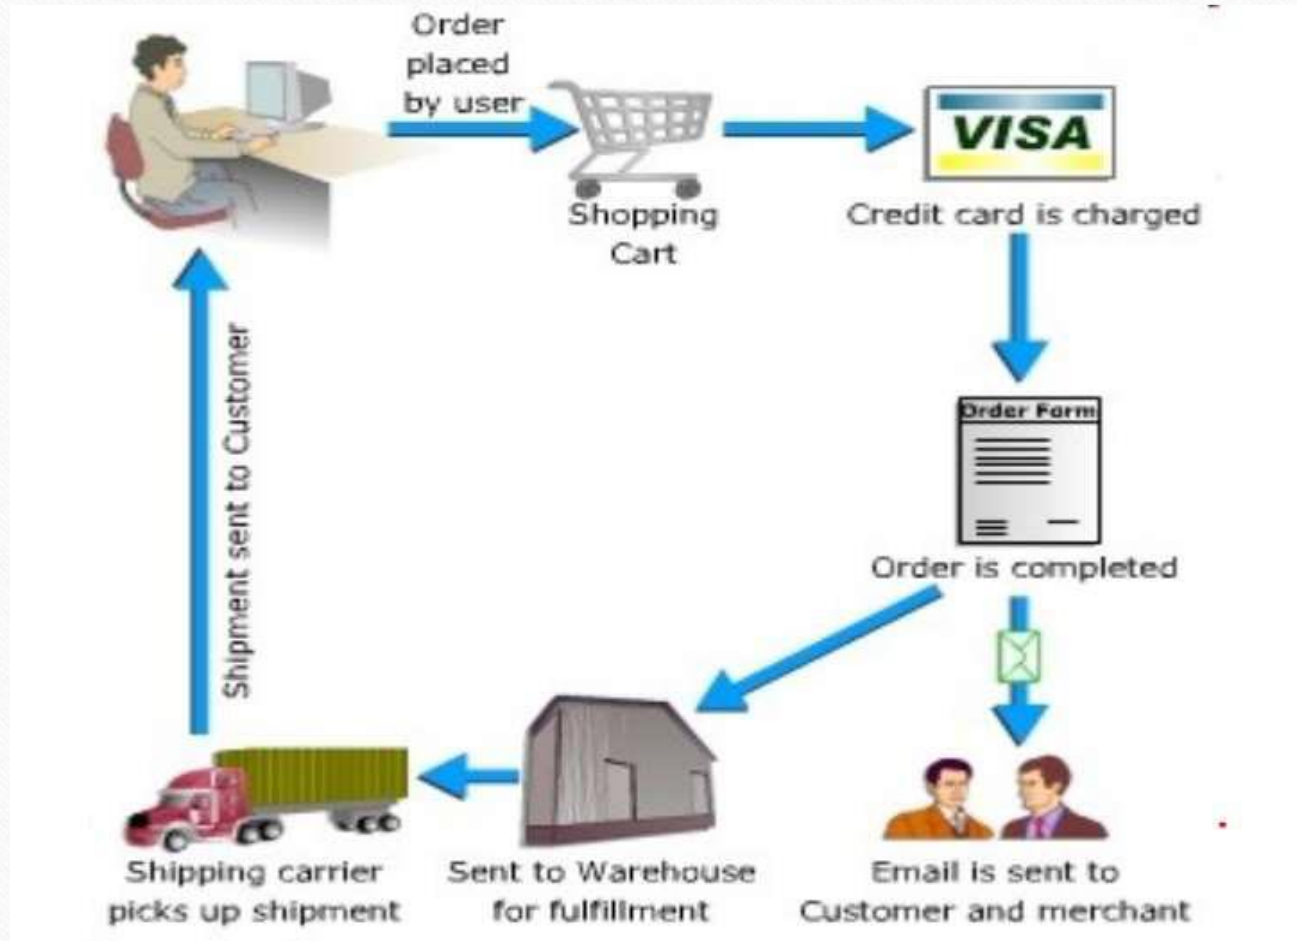 Order
placed
by user
Shopping
Cart
VISA
Credit card is charged
Order Form
Order is completed
Shipment sent to Customer
Shipping carrier
picks up shipment
Sent to Warehouse
for fulfillment
Email is sent to
Customer and merchant